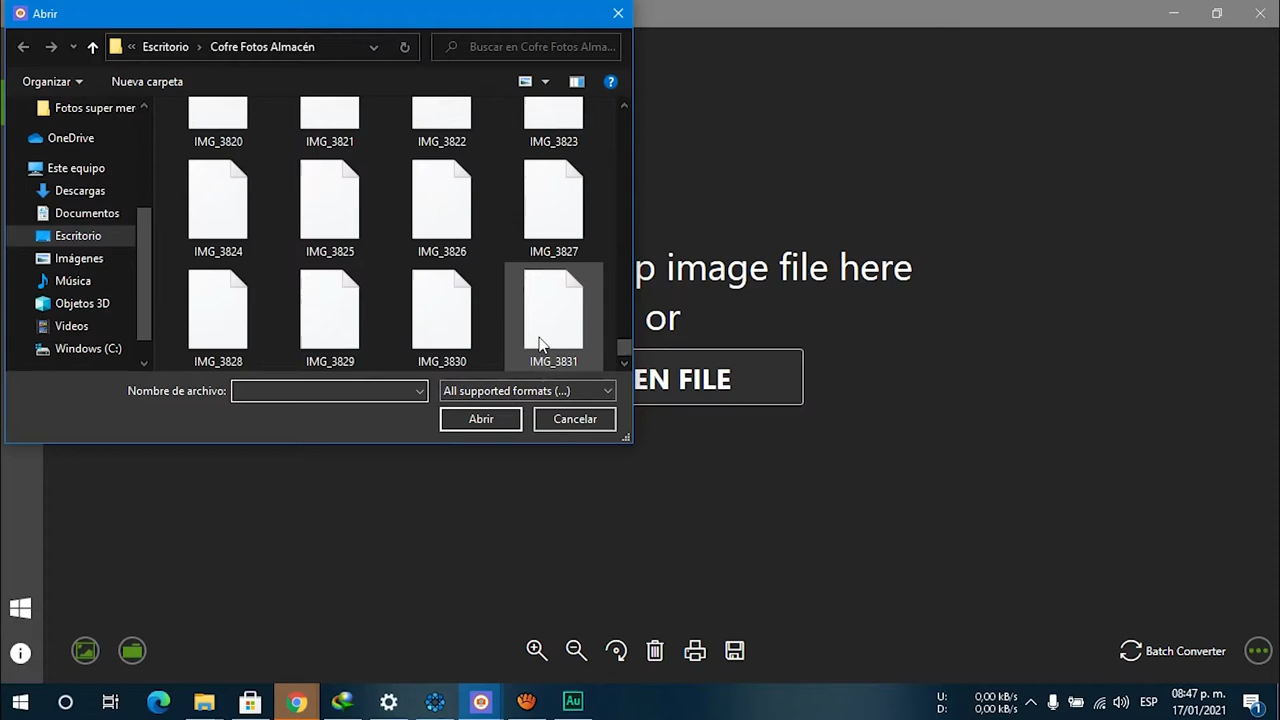 Abrir
Escritorio › Cofre Fotos Almacén
Buscar en Cofre Fotos Alma...
Organizar
Nueva carpeta
Fotos super mer
OneDrive
Este equipo
Descargas
Documentos
Escritorio
Imágenes
Música
Objetos 3D
Videos
Windows (C:)
IMG_3820 IMG_3821 IMG_3822 IMG_3823
IMG_3824 IMG_3825 IMG_3826 IMG_3827
IMG_3828 IMG_3829 IMG_3830 IMG_3831
Nombre de archivo:
All supported formats (...)
Abrir
Cancelar
p image file here
or
EN FILE
Batch Converter
Au
U: 0,00 kB/s
D: 0,00 kB/s
ESP
08:47 p. m.
17/01/2021
1